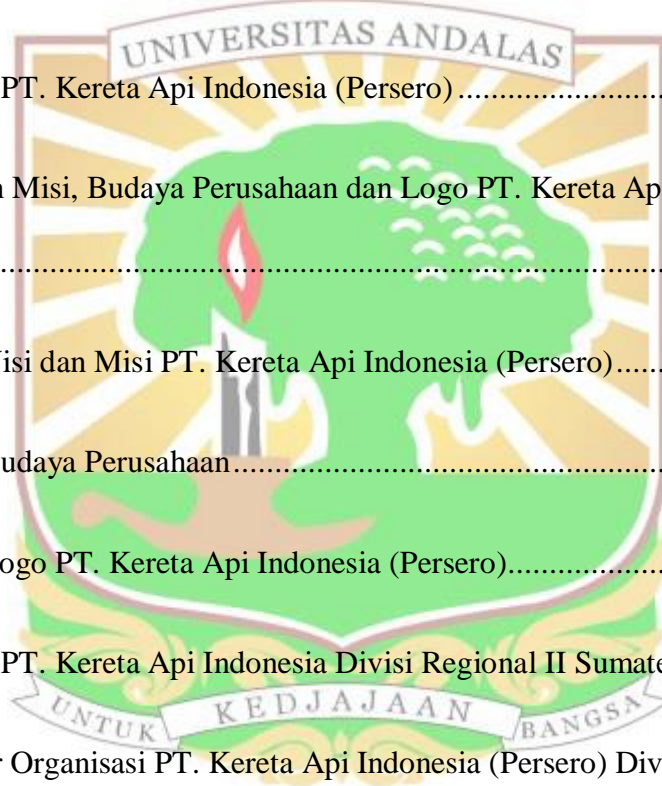 UNIVERSITAS ANDALAS
PT. Kereta Api Indonesia (Persero)......................
Misi, Budaya Perusahaan dan Logo PT. Kereta Ap
................................................................................
isi dan Misi PT. Kereta Api Indonesia (Persero)......
udaya Perusahaan.....................................................
ogo PT. Kereta Api Indonesia (Persero)...................
PT. Kereta Api Indonesia Divisi Regional II Sumate
UNTUK KEDJAJAAN BANGSA
r Organisasi PT. Kereta Api Indonesia (Persero) Div